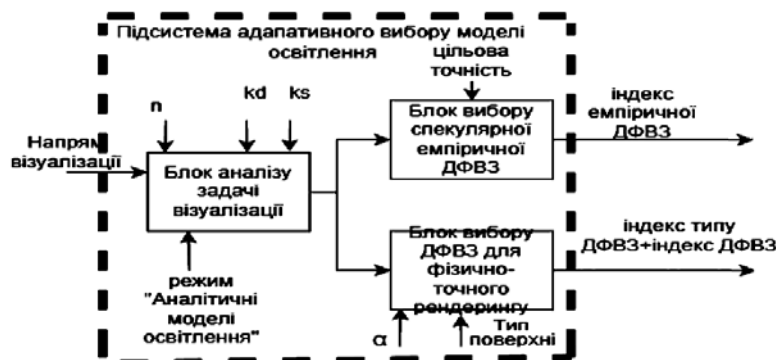 Підсистема адапативного вибору моделі
освітлення
цільова
точність
n
kd
ks
Напрям
візуалізації
Блок аналізу
задачі
візуалізації
режим
"Аналітичні
моделі
освітлення"
Блок вибору
спекулярної
емпіричної
ДФВЗ
індекс
емпіричної
ДФВЗ
Блок вибору
ДФВЗ для
фізично-
точного
рендерингу
α
Тип
поверхні
індекс типу
ДФВЗ+індекс ДФВЗ